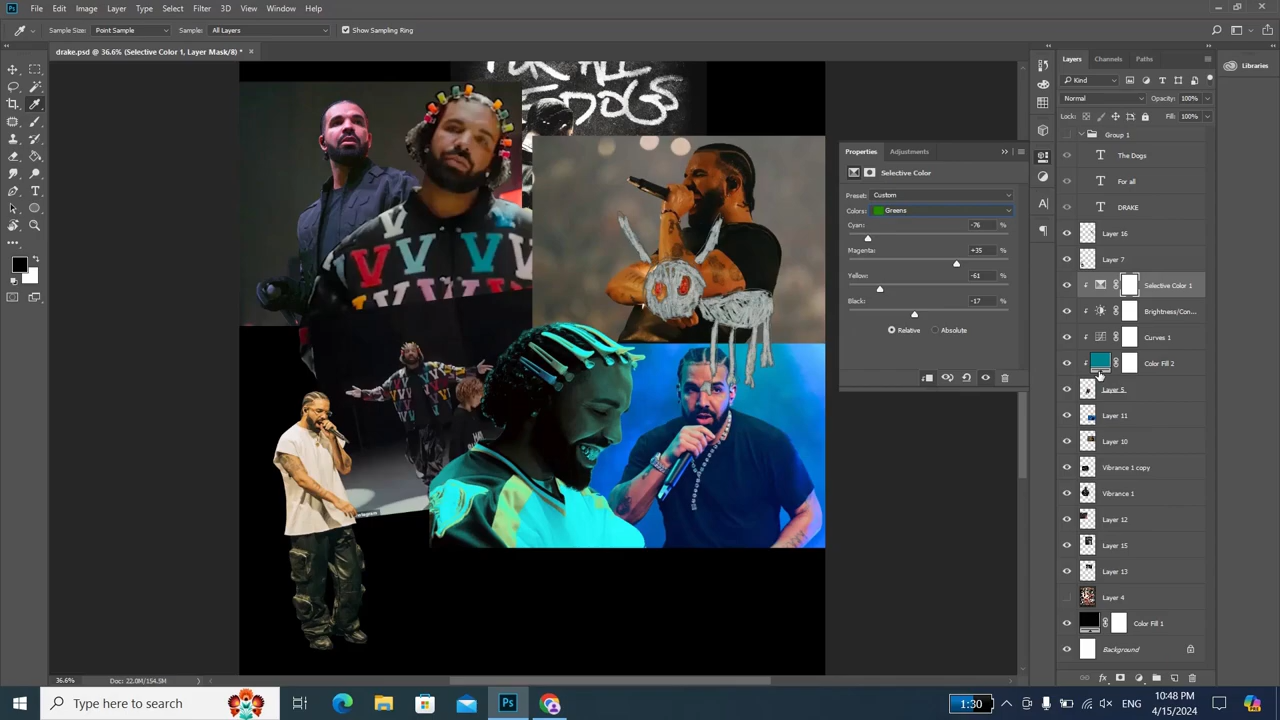 File Edit Image Layer Type Select Filter 3D View Window Help
Sample Size: Point Sample Sample: All Layers Show Sampling Ring
drake.psd @ 36.6% (Selective Color 1, Layer Mask/8) *
Layers Channels Paths
Libraries
Kind
Normal Opacity: 100%
Lock: Fill: 100%
Group 1
The Dogs
For all
DRAKE
Layer 16
Layer 7
Selective Color 1
Brightness/Con...
Curves 1
Color Fill 2
Layer 5
Layer 11
Layer 10
Vibrance 1 copy
Vibrance 1
Layer 12
Layer 15
Layer 13
Layer 4
Color Fill 1
Background
Properties Adjustments
Selective Color
Preset: Custom
Colors: Greens
Cyan: -76 %
Magenta: +35 %
Yellow: -61 %
Black: -17 %
Relative Absolute
36.6% Doc: 22.0M/154.5M
Type here to search
Ps
1:30
ENG
10:48 PM
4/15/2024